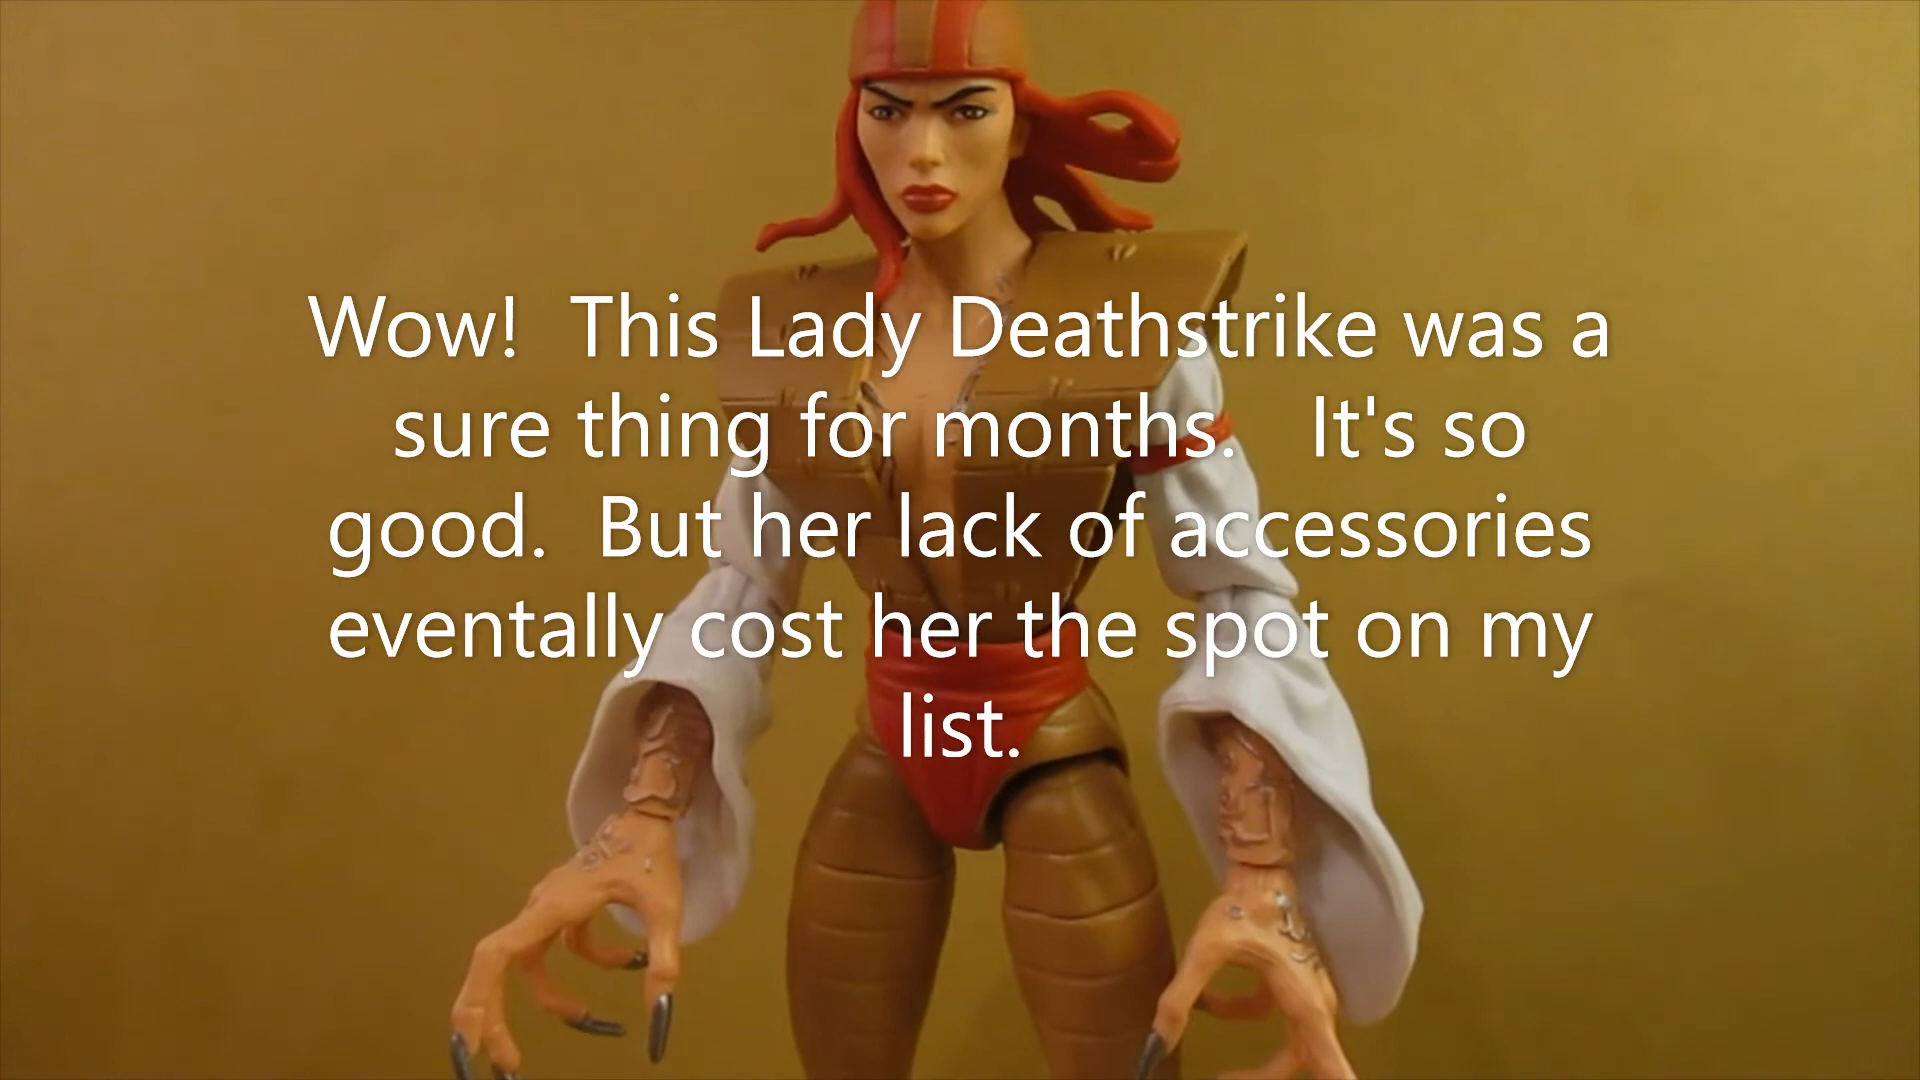 Wow!  This Lady Deathstrike was a
sure thing for months.   It's so
good.  But her lack of accessories
eventally cost her the spot on my
list.